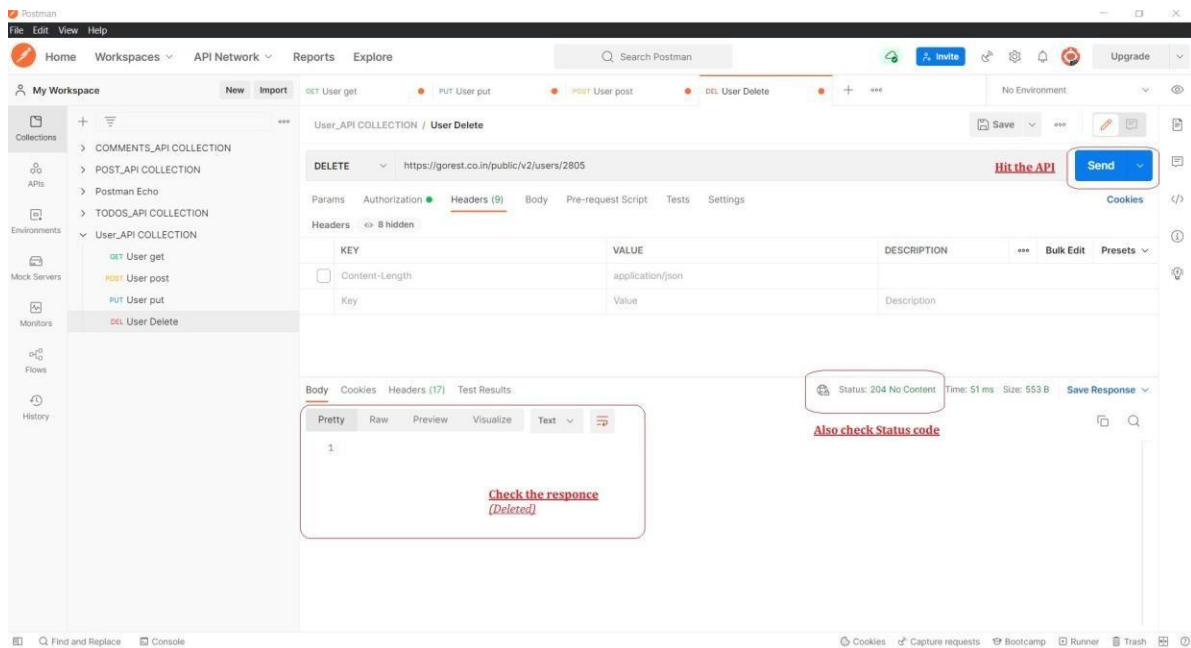 Postman
File Edit View Help
Home Workspaces API Network Reports Explore
Search Postman
Invite
Upgrade
My Workspace
New Import
GET User get
PUT User put
POST User post
DEL User Delete
No Environment
Collections
APIs
Environments
Mock Servers
Monitors
Flows
History
COMMENTS_API COLLECTION
POST_API COLLECTION
Postman Echo
TODOS_API COLLECTION
User_API COLLECTION
GET User get
POST User post
PUT User put
DEL User Delete
User_API COLLECTION / User Delete
Save
DELETE https://gorest.co.in/public/v2/users/2805
Hit the API
Send
Params Authorization Headers (9) Body Pre-request Script Tests Settings
Cookies
Headers 8 hidden
KEY VALUE DESCRIPTION Bulk Edit Presets
Content-Length application/json
Key Value Description
Body Cookies Headers (17) Test Results
Status: 204 No Content Time: 51 ms Size: 553 B Save Response
Pretty Raw Preview Visualize Text
Also check Status code
1
Check the responce
(Deleted)
Find and Replace Console
Cookies Capture requests Bootcamp Runner Trash